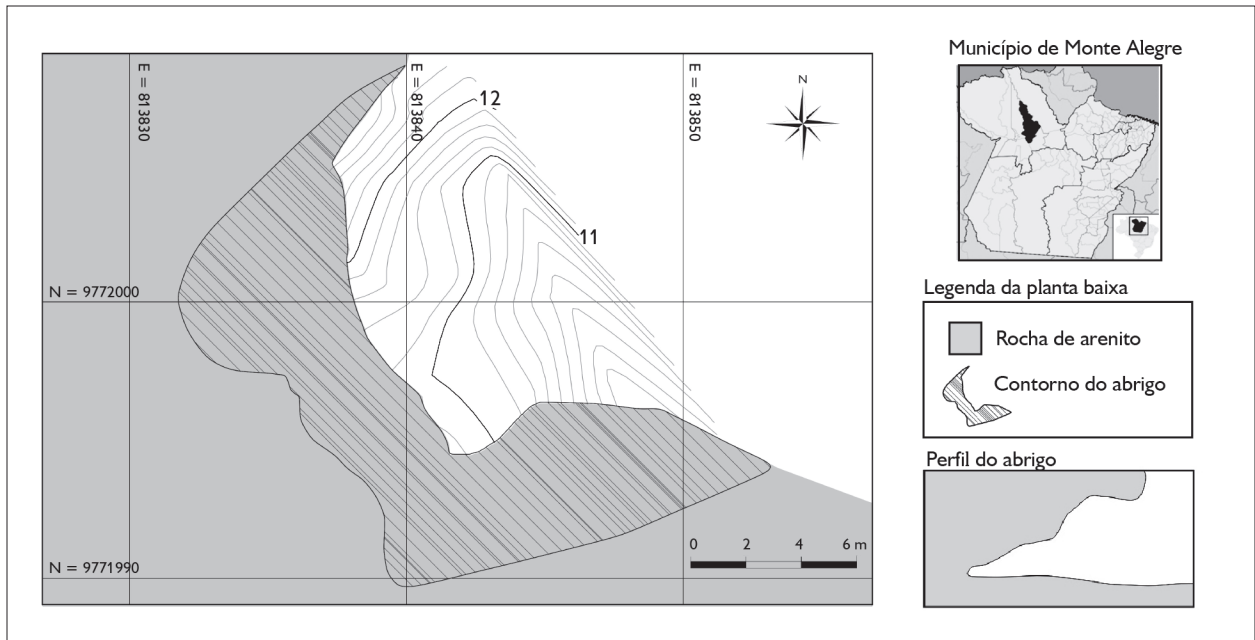 E = 813830
E = 813840
E = 813850
12
11
N = 9772000
N = 9771990
0 2 4 6 m
N
Município de Monte Alegre
Legenda da planta baixa
Rocha de arenito
Contorno do abrigo
Perfil do abrigo